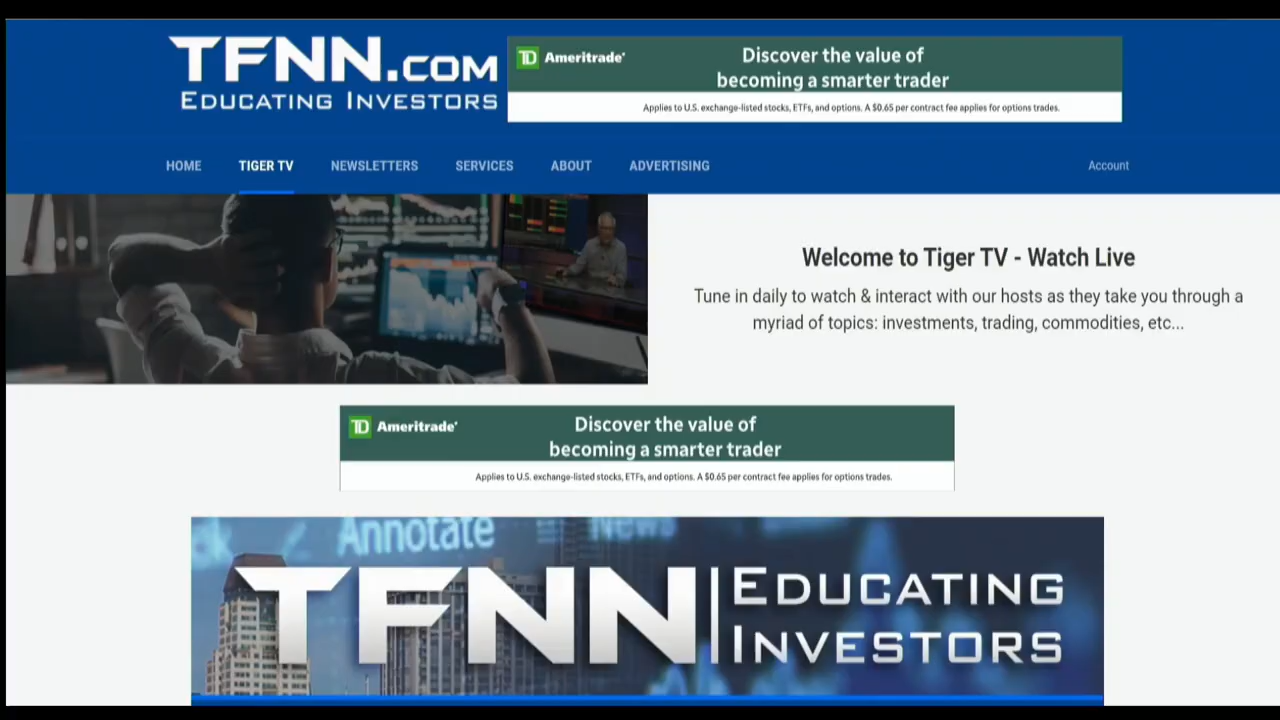 TFNN.COM
EDUCATING INVESTORS
TD Ameritrade
Discover the value of
becoming a smarter trader
Applies to U.S. exchange-listed stocks, ETFs, and options. A $0.65 per contract fee applies for options trades.
HOME TIGER TV NEWSLETTERS SERVICES ABOUT ADVERTISING Account
Welcome to Tiger TV - Watch Live
Tune in daily to watch & interact with our hosts as they take you through a
myriad of topics: investments, trading, commodities, etc...
TD Ameritrade
Discover the value of
becoming a smarter trader
Applies to U.S. exchange-listed stocks, ETFs, and options. A $0.65 per contract fee applies for options trades.
Annotate News
TFNN EDUCATING
INVESTORS